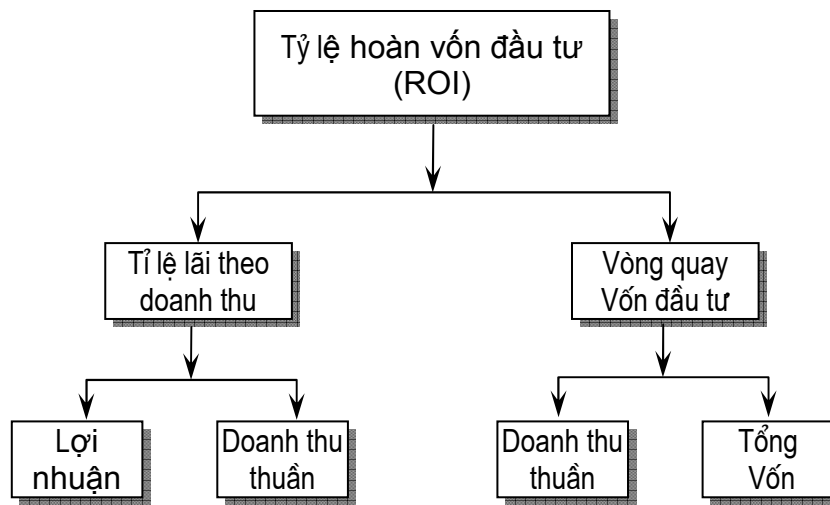 Tỷ lệ hoàn vốn đầu tư
(ROI)
Tỉ lệ lãi theo
doanh thu
Vòng quay
Vốn đầu tư
Lợi
nhuận
Doanh thu
thuần
Doanh thu
thuần
Tổng
Vốn